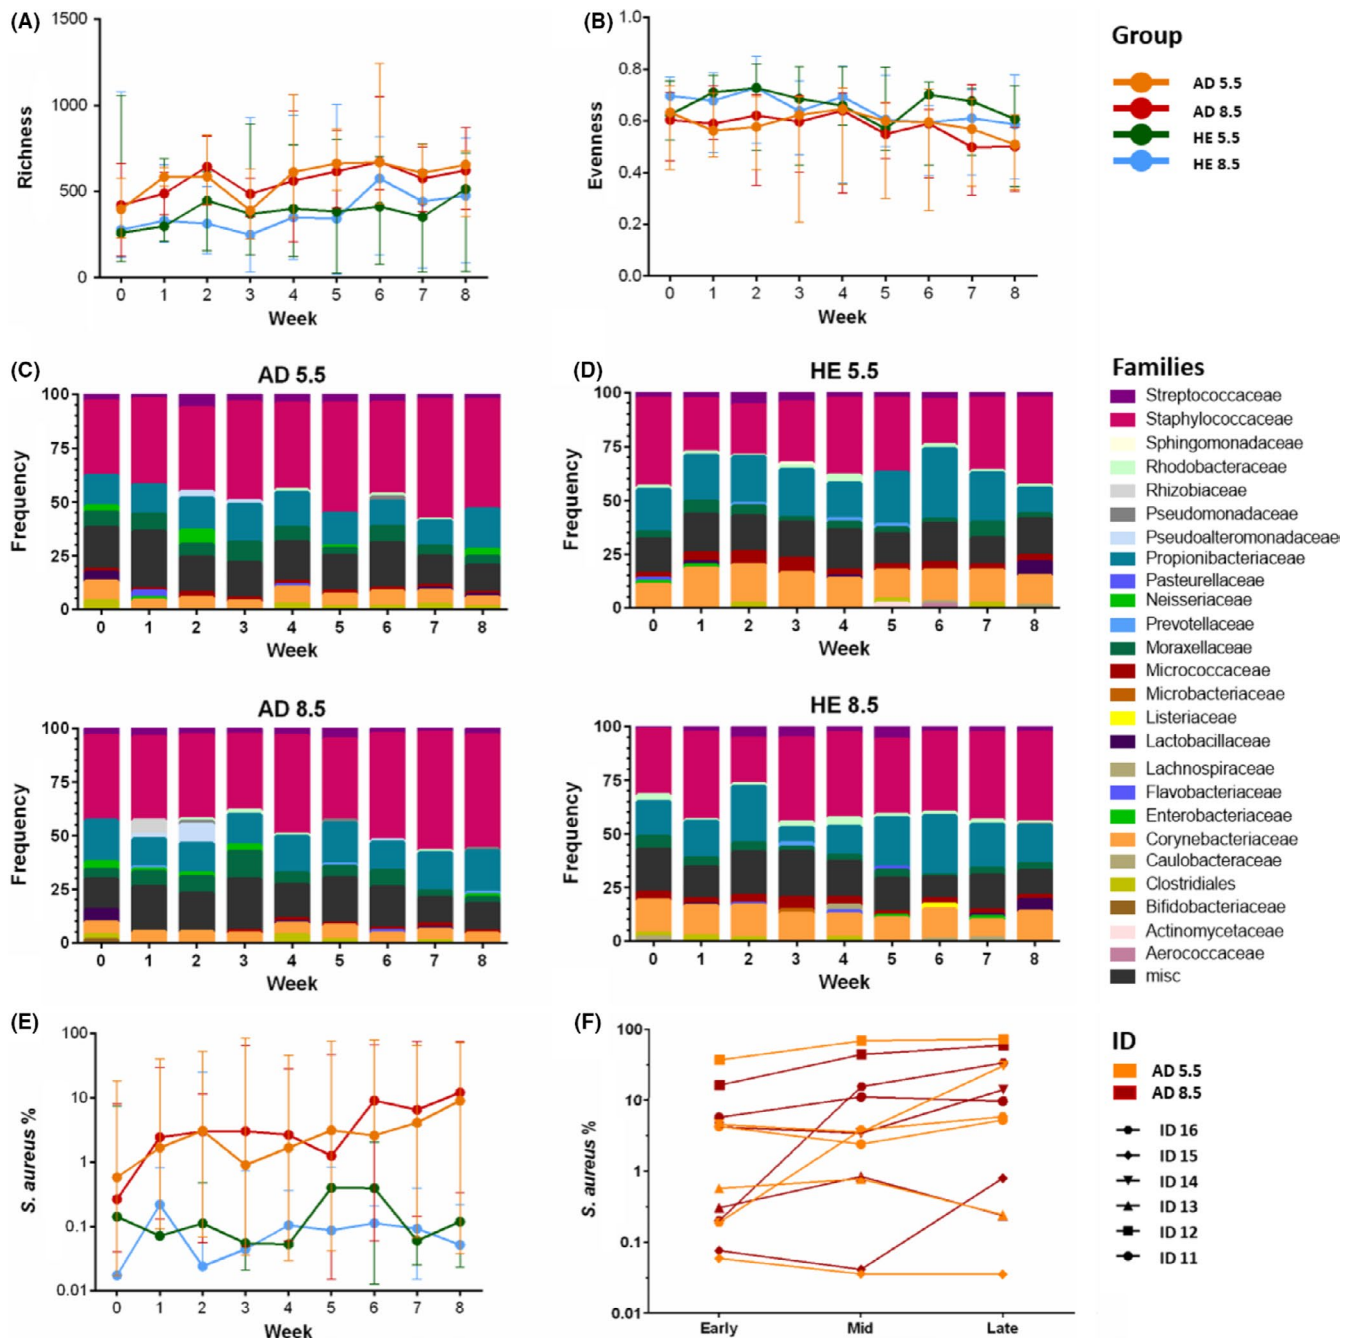 (A)
1500
1000
500
0
Richness
0 1 2 3 4 5 6 7 8
Week
(B)
1.0
0.8
0.6
0.4
0.2
0.0
Evenness
0 1 2 3 4 5 6 7 8
Week
Group
AD 5.5
AD 8.5
HE 5.5
HE 8.5
(C)
AD 5.5
100
75
50
25
0
Frequency
0 1 2 3 4 5 6 7 8
Week
(D)
HE 5.5
100
75
50
25
0
Frequency
0 1 2 3 4 5 6 7 8
Week
AD 8.5
100
75
50
25
0
Frequency
0 1 2 3 4 5 6 7 8
Week
HE 8.5
100
75
50
25
0
Frequency
0 1 2 3 4 5 6 7 8
Week
Families
Streptococcaceae
Staphylococcaceae
Sphingomonadaceae
Rhodobacteraceae
Rhizobiaceae
Pseudomonadaceae
Pseudoalteromonadaceae
Propionibacteriaceae
Pasteurellaceae
Neisseriaceae
Prevotellaceae
Moraxellaceae
Micrococcaceae
Microbacteriaceae
Listeriaceae
Lactobacillaceae
Lachnospiraceae
Flavobacteriaceae
Enterobacteriaceae
Corynebacteriaceae
Caulobacteraceae
Clostridiales
Bifidobacteriaceae
Actinomycetaceae
Aerococcaceae
misc
(E)
100
10
1
0.1
0.01
S. aureus %
0 1 2 3 4 5 6 7 8
Week
(F)
100
10
1
0.1
0.01
S. aureus %
Early Mid Late
ID
AD 5.5
AD 8.5
ID 16
ID 15
ID 14
ID 13
ID 12
ID 11